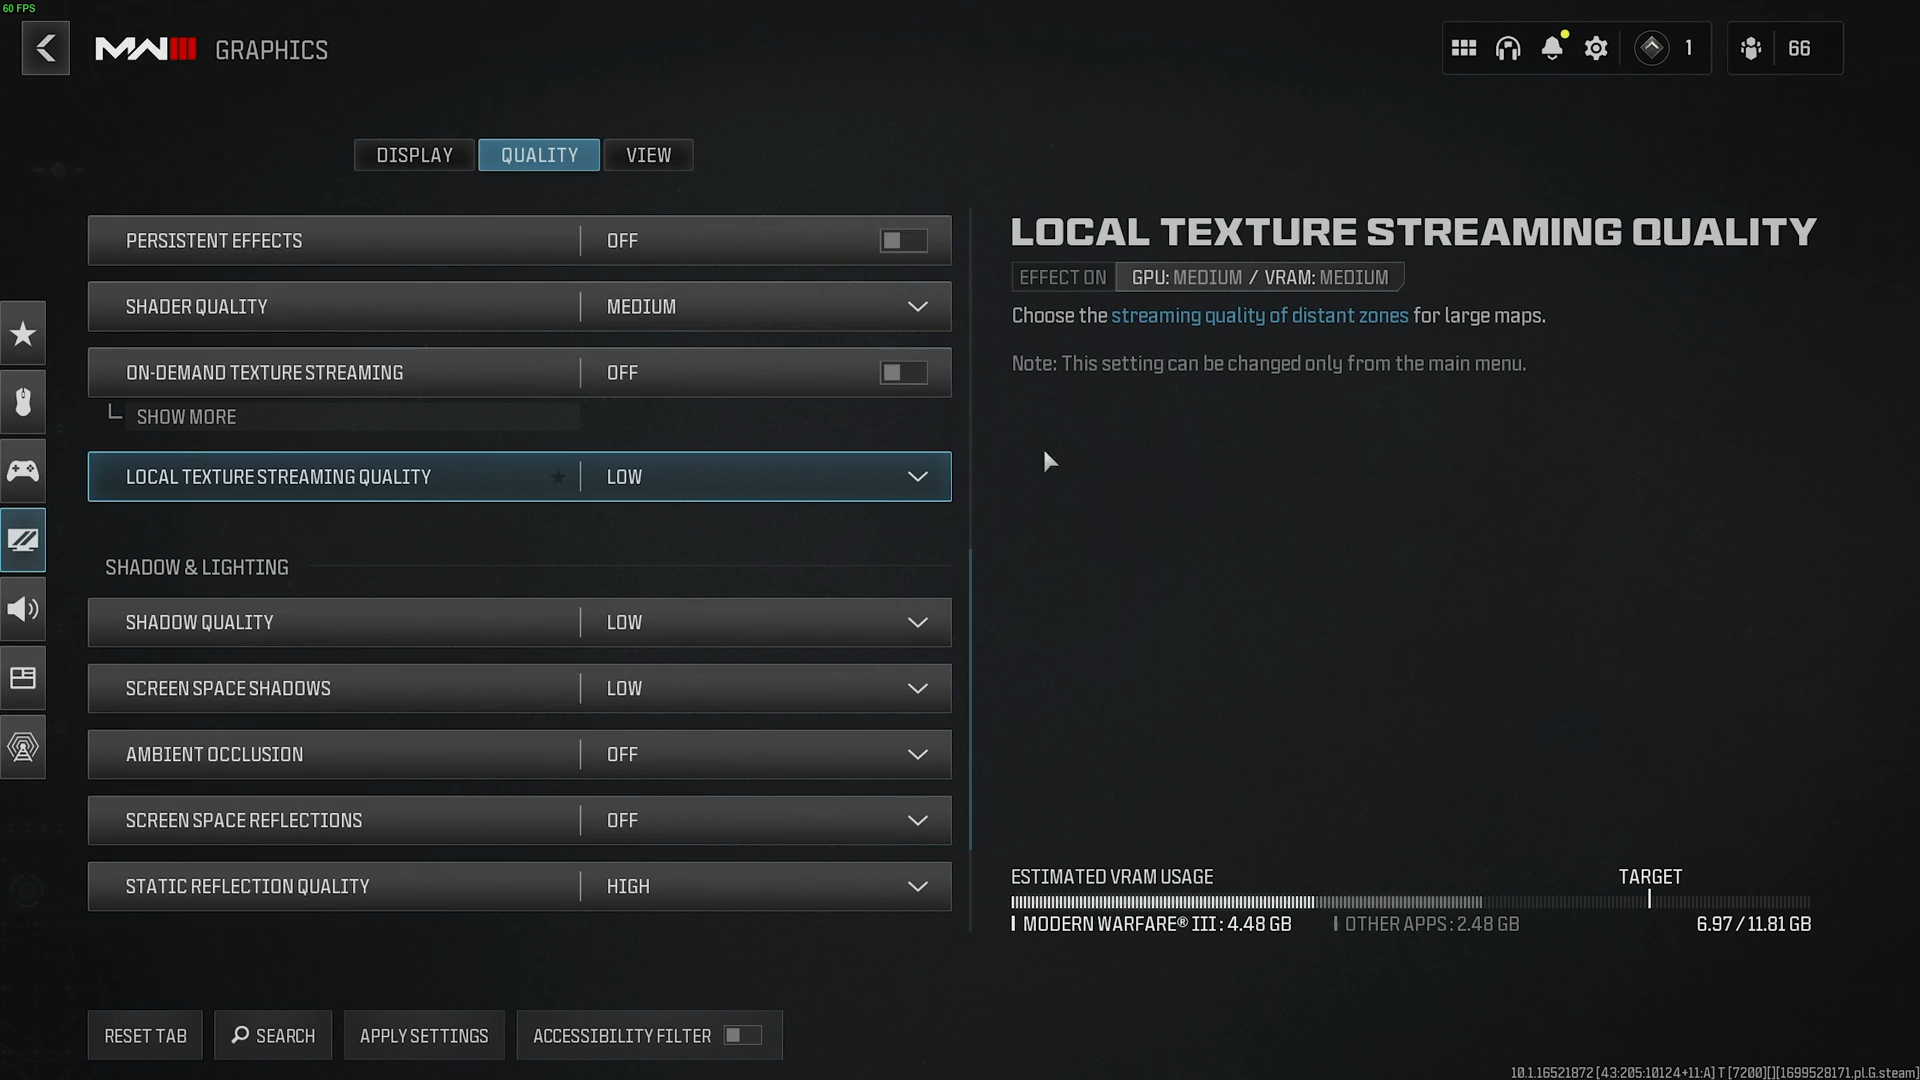 60 FPS
MWIII GRAPHICS
1
66
DISPLAY
QUALITY
VIEW
PERSISTENT EFFECTS
OFF
SHADER QUALITY
MEDIUM
ON-DEMAND TEXTURE STREAMING
OFF
SHOW MORE
LOCAL TEXTURE STREAMING QUALITY
LOW
SHADOW & LIGHTING
SHADOW QUALITY
LOW
SCREEN SPACE SHADOWS
LOW
AMBIENT OCCLUSION
OFF
SCREEN SPACE REFLECTIONS
OFF
STATIC REFLECTION QUALITY
HIGH
LOCAL TEXTURE STREAMING QUALITY
EFFECT ON
GPU: MEDIUM / VRAM: MEDIUM
Choose the streaming quality of distant zones for large maps.
Note: This setting can be changed only from the main menu.
ESTIMATED VRAM USAGE
TARGET
MODERN WARFARE® III : 4.48 GB
OTHER APPS : 2.48 GB
6.97 / 11.81 GB
RESET TAB
SEARCH
APPLY SETTINGS
ACCESSIBILITY FILTER
10.1.16521872 [43:205:10124+11:A] T [7200][][1699528171.pl.G.steam]